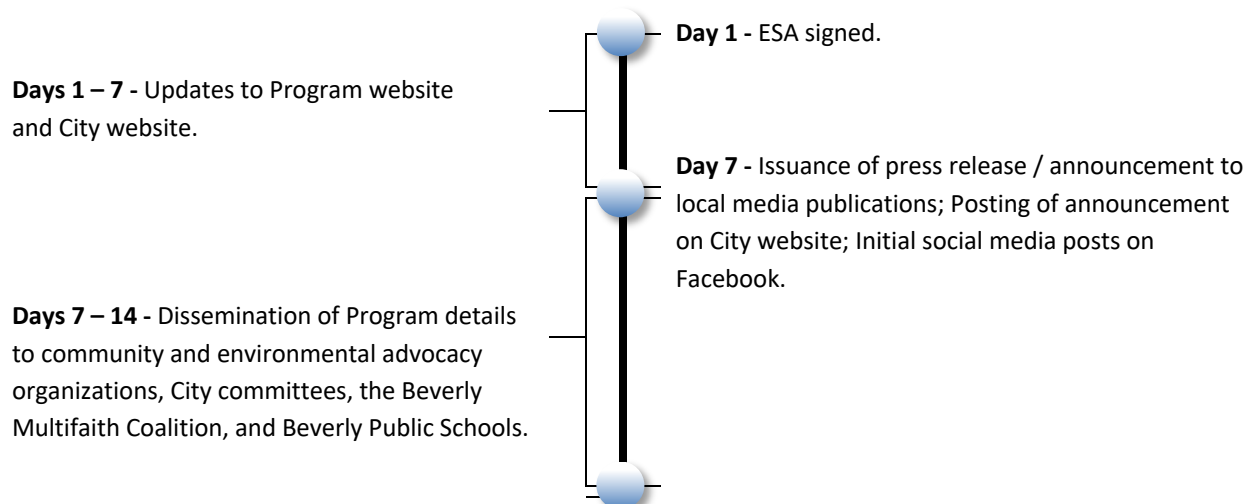 Day 1 - ESA signed.
Days 1 – 7 - Updates to Program website
and City website.
Day 7 - Issuance of press release / announcement to
local media publications; Posting of announcement
on City website; Initial social media posts on
Facebook.
Days 7 – 14 - Dissemination of Program details
to community and environmental advocacy
organizations, City committees, the Beverly
Multifaith Coalition, and Beverly Public Schools.